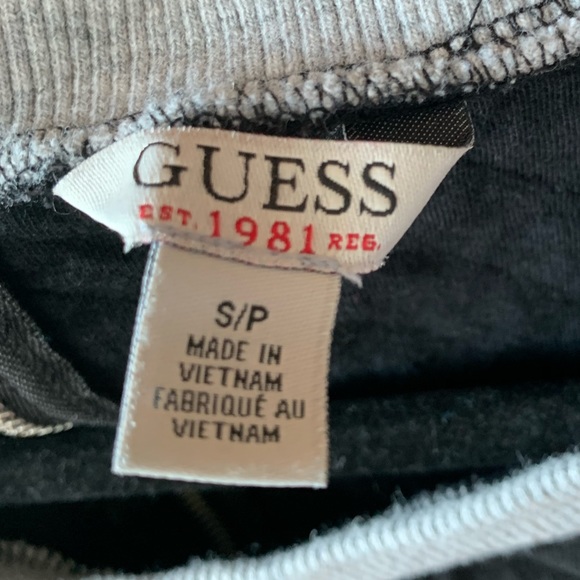 GUESS
EST. 1981 REG.
S/P
MADE IN
VIETNAM
FABRIQUÉ AU
VIETNAM